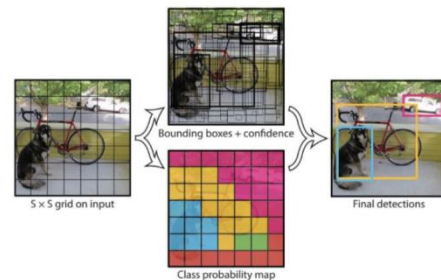 S × S grid on input
Bounding boxes + confidence
Class probability map
Final detections